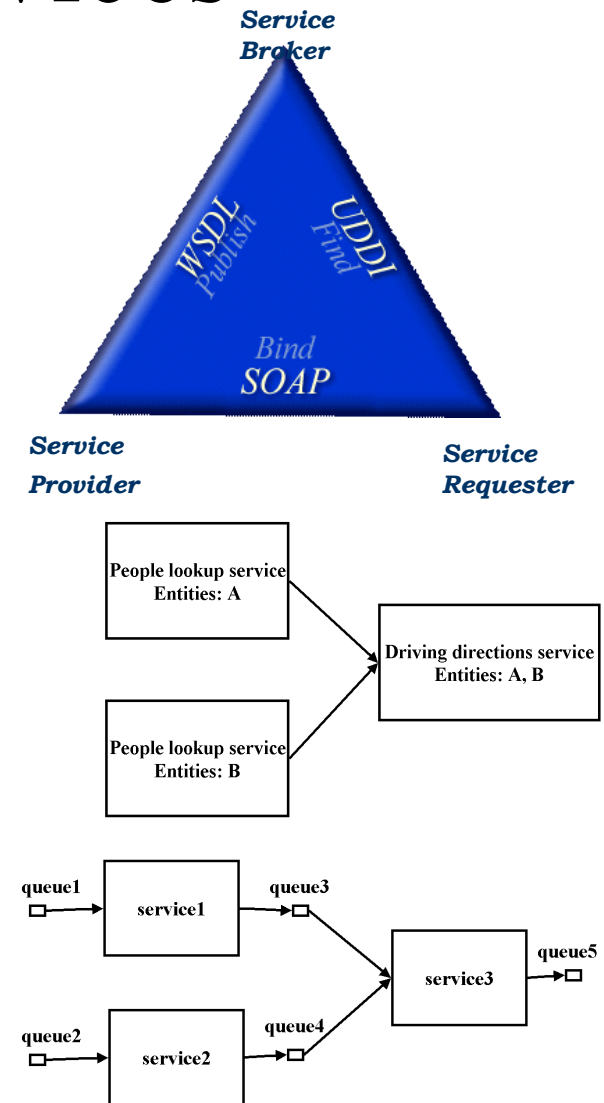 Service
Broker
WSDL
Publish
UDDI
Find
Bind
SOAP
Service
Provider
Service
Requester
People lookup service
Entities: A
Driving directions service
Entities: A, B
People lookup service
Entities: B
queue1
service1
queue3
service3
queue5
queue2
service2
queue4